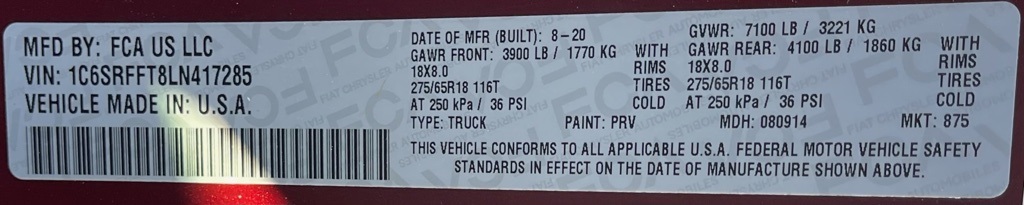 MFD BY: FCA US LLC
VIN: 1C6SRFFT8LN417285
VEHICLE MADE IN: U.S.A.
DATE OF MFR (BUILT): 8-20
GVWR: 7100 LB / 3221 KG
GAWR FRONT: 3900 LB / 1770 KG WITH GAWR REAR: 4100 LB / 1860 KG WITH
18X8.0 RIMS 18X8.0 RIMS
275/65R18 116T TIRES 275/65R18 116T TIRES
AT 250 kPa / 36 PSI COLD AT 250 kPa / 36 PSI COLD
TYPE: TRUCK PAINT: PRV MDH: 080914 MKT: 875
THIS VEHICLE CONFORMS TO ALL APPLICABLE U.S.A. FEDERAL MOTOR VEHICLE SAFETY
STANDARDS IN EFFECT ON THE DATE OF MANUFACTURE SHOWN ABOVE.